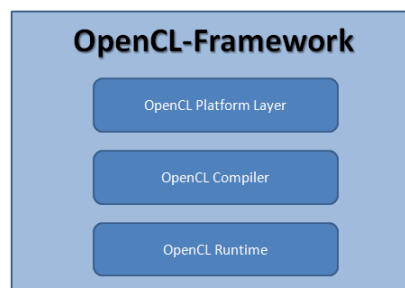 OpenCL-Framework
OpenCL Platform Layer
OpenCL Compiler
OpenCL Runtime